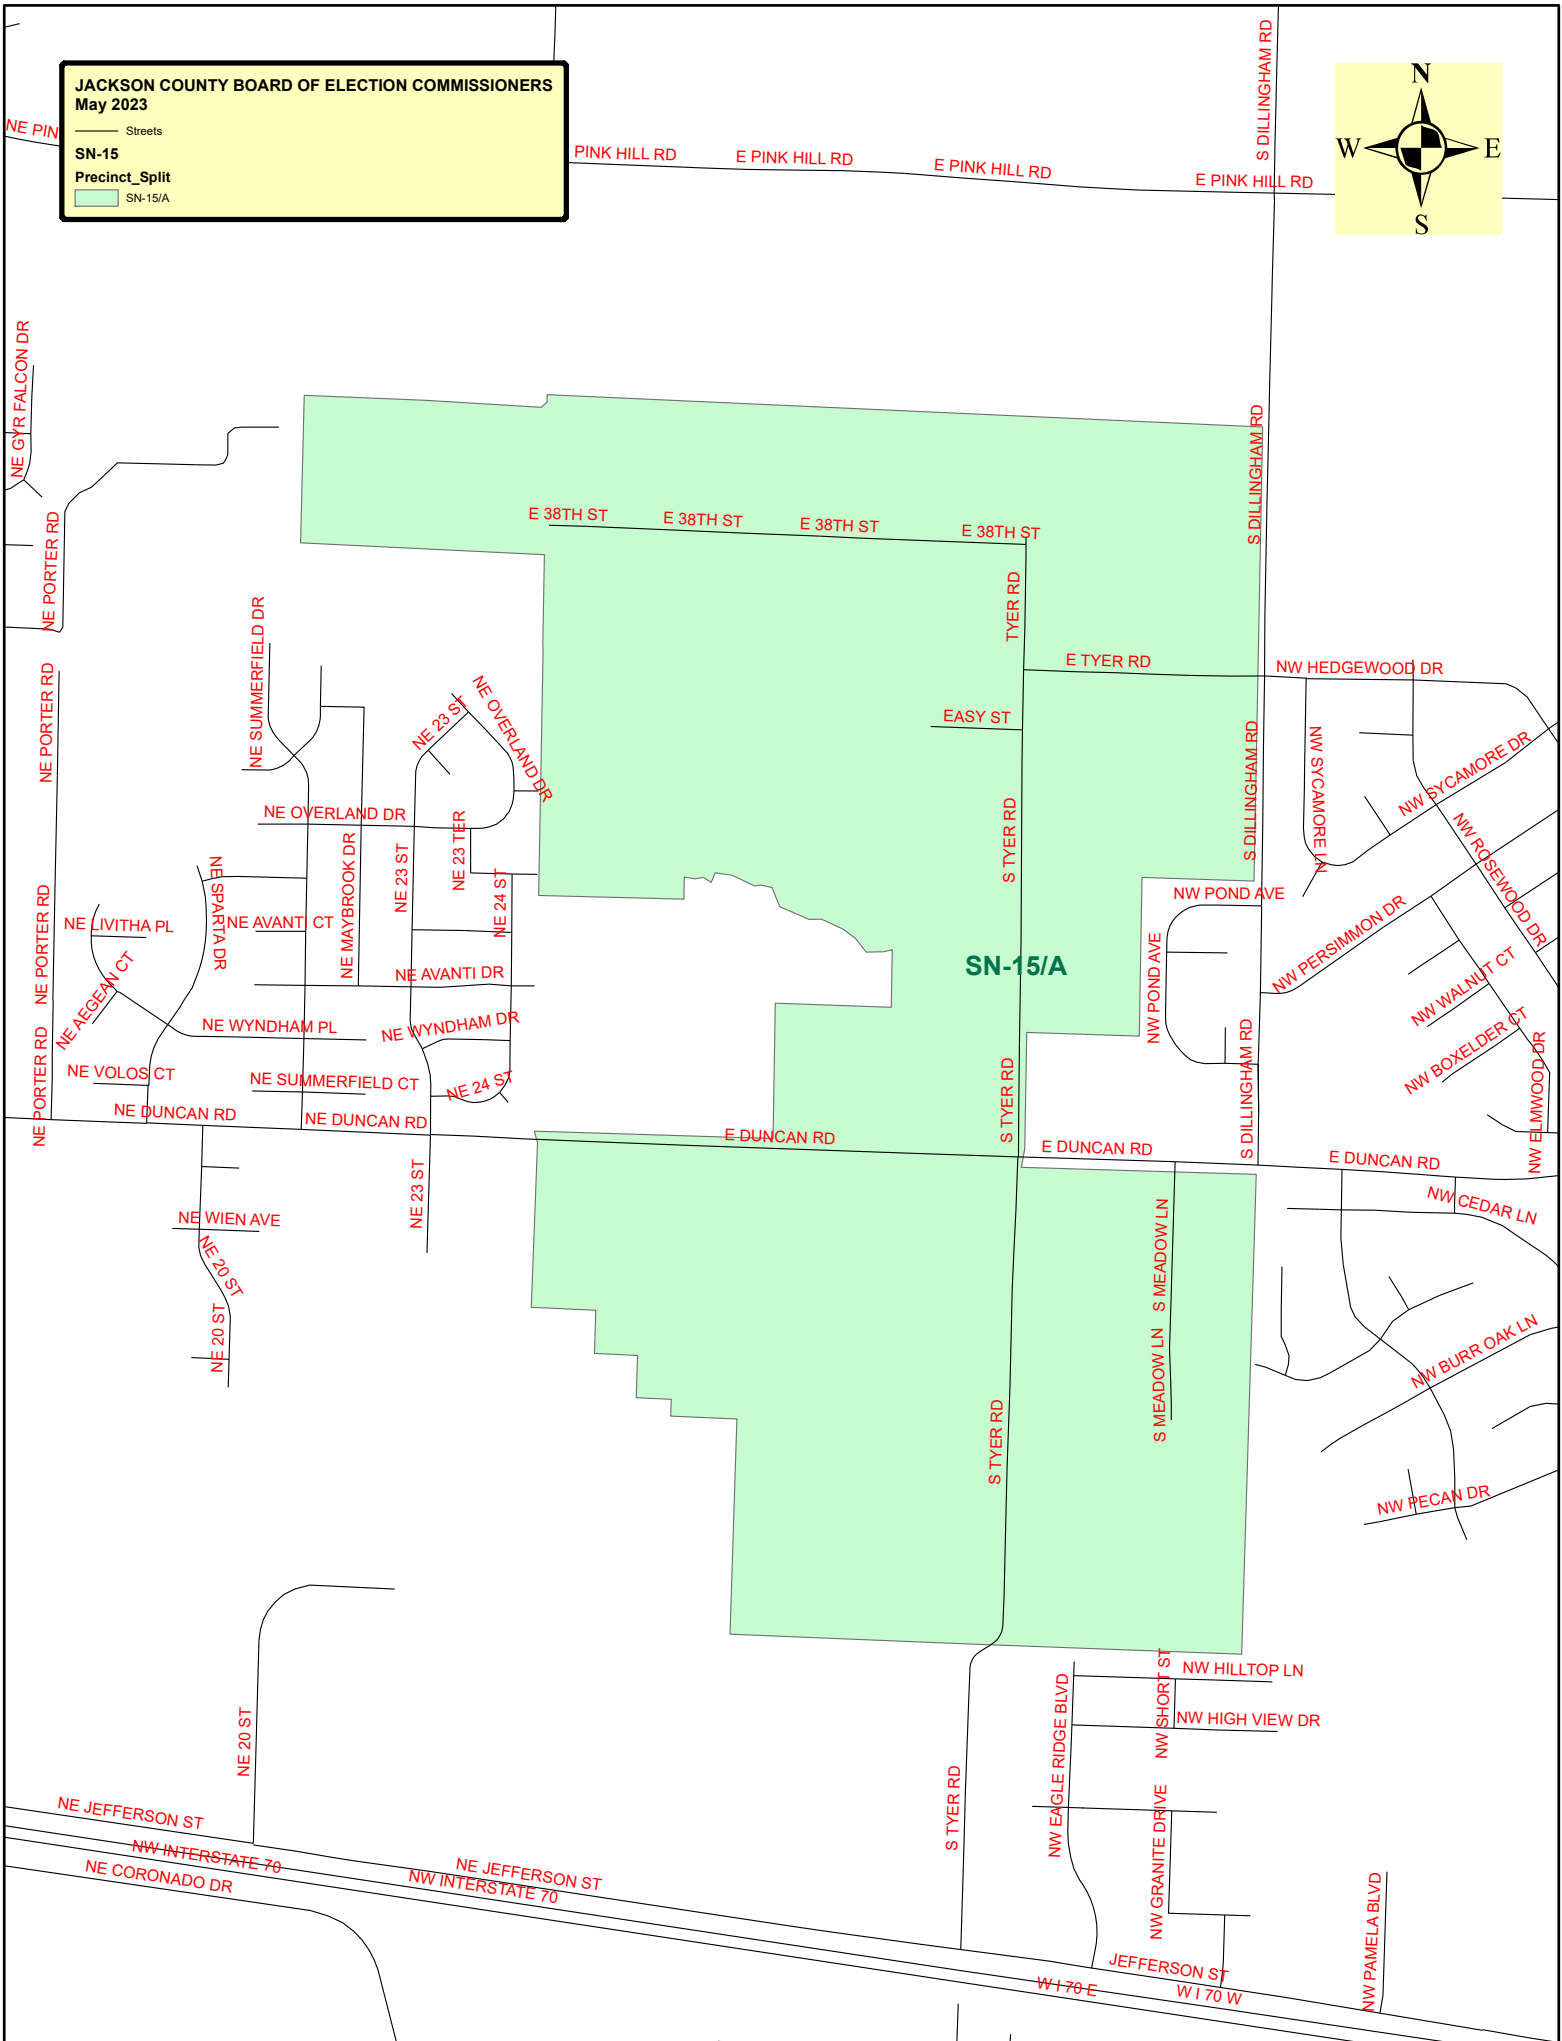 JACKSON COUNTY BOARD OF ELECTION COMMISSIONERS
May 2023
Streets
SN-15
Precinct_Split
SN-15/A
N
W
E
S
S DILLINGHAM RD
NE PIN
PINK HILL RD
E PINK HILL RD
E PINK HILL RD
E PINK HILL RD
NE GYR FALCON DR
S DILLINGHAM RD
E 38TH ST
E 38TH ST
E 38TH ST
E 38TH ST
NE PORTER RD
TYER RD
NE SUMMERFIELD DR
E TYER RD
NW HEDGEWOOD DR
NE PORTER RD
NE 23 ST
NE OVERLAND DR
EASY ST
S DILLINGHAM RD
NW SYCAMORE LN
NW SYCAMORE DR
NE OVERLAND DR
S TYER RD
NW ROSEWOOD DR
NE MAYBROOK DR
NE 23 ST
NE 23 TER
NE 24 ST
NE SPARTA DR
NW POND AVE
NE PORTER RD
NE LIVITHA PL
NE AVANTI CT
NW PERSIMMON DR
NE AEGEAN CT
NE AVANTI DR
SN-15/A
NW POND AVE
NW WALNUT CT
NE WYNDHAM PL
NE WYNDHAM DR
NW BOXELDER CT
NE PORTER RD
NE VOLOS CT
NE SUMMERFIELD CT
NE 24 ST
S TYER RD
S DILLINGHAM RD
NW ELMWOOD DR
NE DUNCAN RD
NE DUNCAN RD
E DUNCAN RD
E DUNCAN RD
E DUNCAN RD
NE 23 ST
NW CEDAR LN
NE WIEN AVE
NE 20 ST
S MEADOW LN
NE 20 ST
S MEADOW LN
NW BURR OAK LN
S TYER RD
NW PECAN DR
NW HILLTOP LN
NW SHORT ST
NW EAGLE RIDGE BLVD
NW HIGH VIEW DR
NE 20 ST
S TYER RD
NE JEFFERSON ST
NW GRANITE DRIVE
NW INTERSTATE 70
NE JEFFERSON ST
NE CORONADO DR
NW INTERSTATE 70
NW PAMELA BLVD
JEFFERSON ST
W I 70 E
W I 70 W